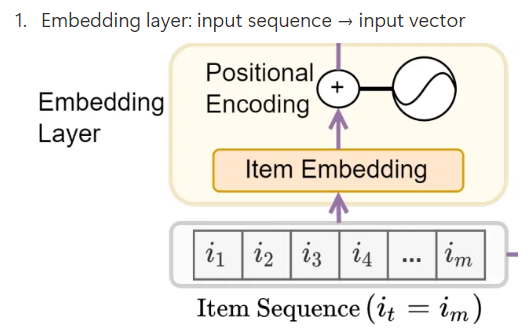 1. Embedding layer: input sequence → input vector
Positional
Encoding
+
Embedding
Layer
Item Embedding
i₁ i₂ i₃ i₄ ... iₘ
Item Sequence (iₜ = iₘ)